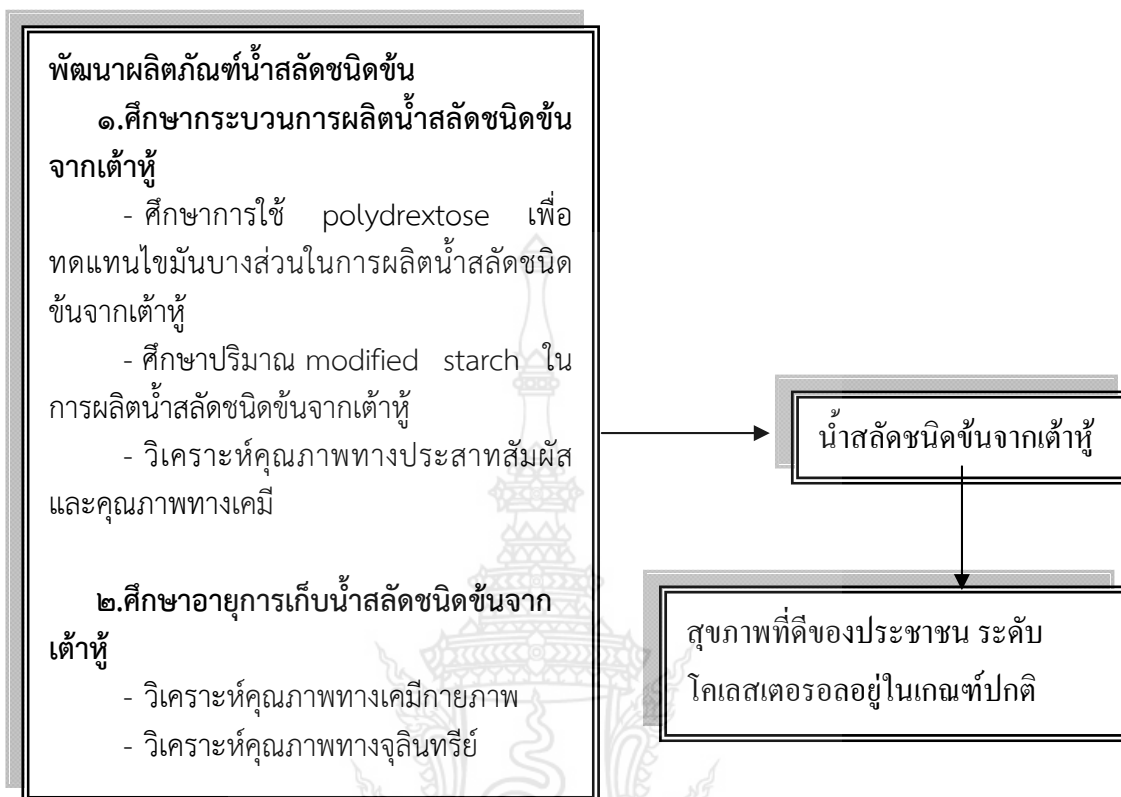 พัฒนาผลิตภัณฑ์น้ำสลัดชนิดข้น
๑.ศึกษากระบวนการผลิตน้ำสลัดชนิดข้น
จากเต้าหู้
- ศึกษาการใช้ polydrextose เพื่อ
ทดแทนไขมันบางส่วนในการผลิตน้ำสลัดชนิด
ข้นจากเต้าหู้
- ศึกษาปริมาณ modified starch ใน
การผลิตน้ำสลัดชนิดข้นจากเต้าหู้
- วิเคราะห์คุณภาพทางประสาทสัมผัส
และคุณภาพทางเคมี
๒.ศึกษาอายุการเก็บน้ำสลัดชนิดข้นจาก
เต้าหู้
- วิเคราะห์คุณภาพทางเคมีกายภาพ
- วิเคราะห์คุณภาพทางจุลินทรีย์
น้ำสลัดชนิดข้นจากเต้าหู้
สุขภาพที่ดีของประชาชน ระดับ
โคเลสเตอรอลอยู่ในเกณฑ์ปกติ